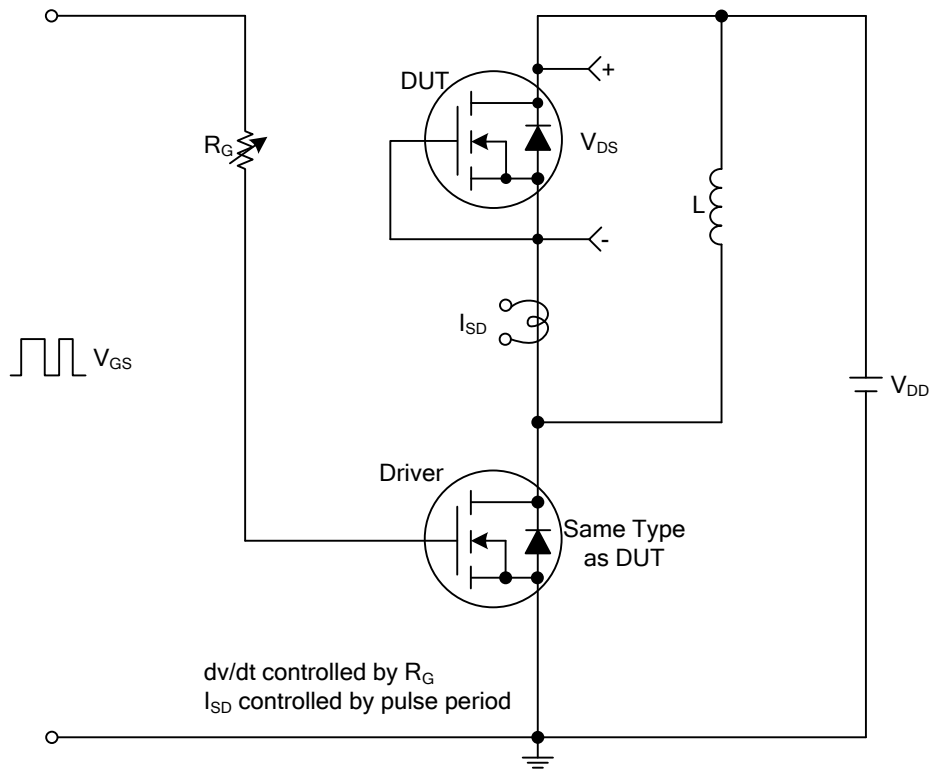 DUT
+
R_G
V_DS
L
-
I_SD
V_GS
V_DD
Driver
Same Type
as DUT
dv/dt controlled by R_G
I_SD controlled by pulse period